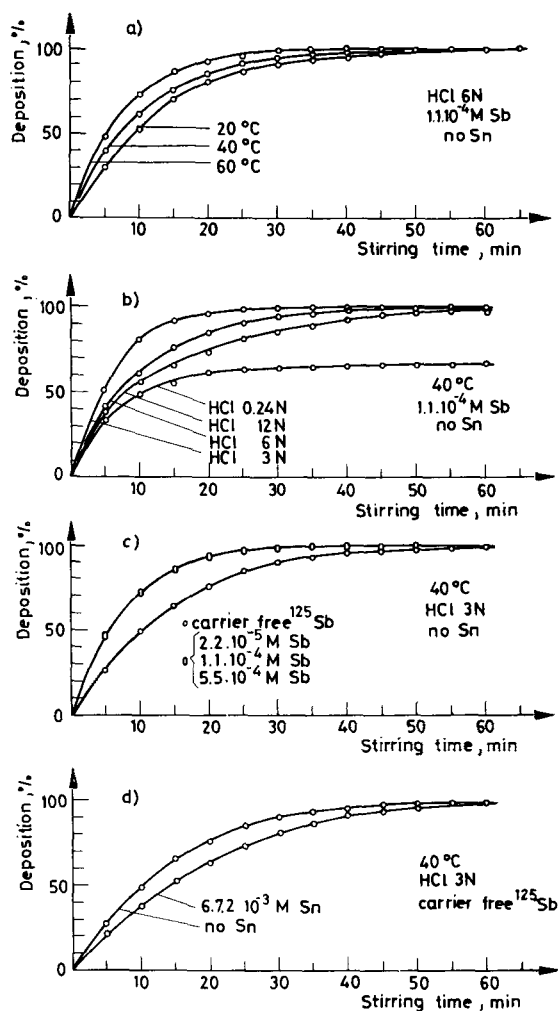 a)
Deposition, %
100
50
0
20 °C
40 °C
60 °C
HCl 6N
1.1.10⁻⁴ M Sb
no Sn
0 10 20 30 40 50 60
Stirring time, min
b)
Deposition, %
100
50
0
HCl 0.24N
HCl 12N
HCl 6N
HCl 3N
40 °C
1.1.10⁻⁴ M Sb
no Sn
10 20 30 40 50 60
Stirring time, min
c)
Deposition, %
100
50
0
carrier free ¹²⁵Sb
2.2.10⁻⁵ M Sb
1.1.10⁻⁴ M Sb
5.5.10⁻⁴ M Sb
40 °C
HCl 3N
no Sn
10 20 30 40 50 60
Stirring time, min
d)
Deposition, %
100
50
0
6.7.2 10⁻³ M Sn
no Sn
40 °C
HCl 3N
carrier free ¹²⁵Sb
10 20 30 40 50 60
Stirring time, min